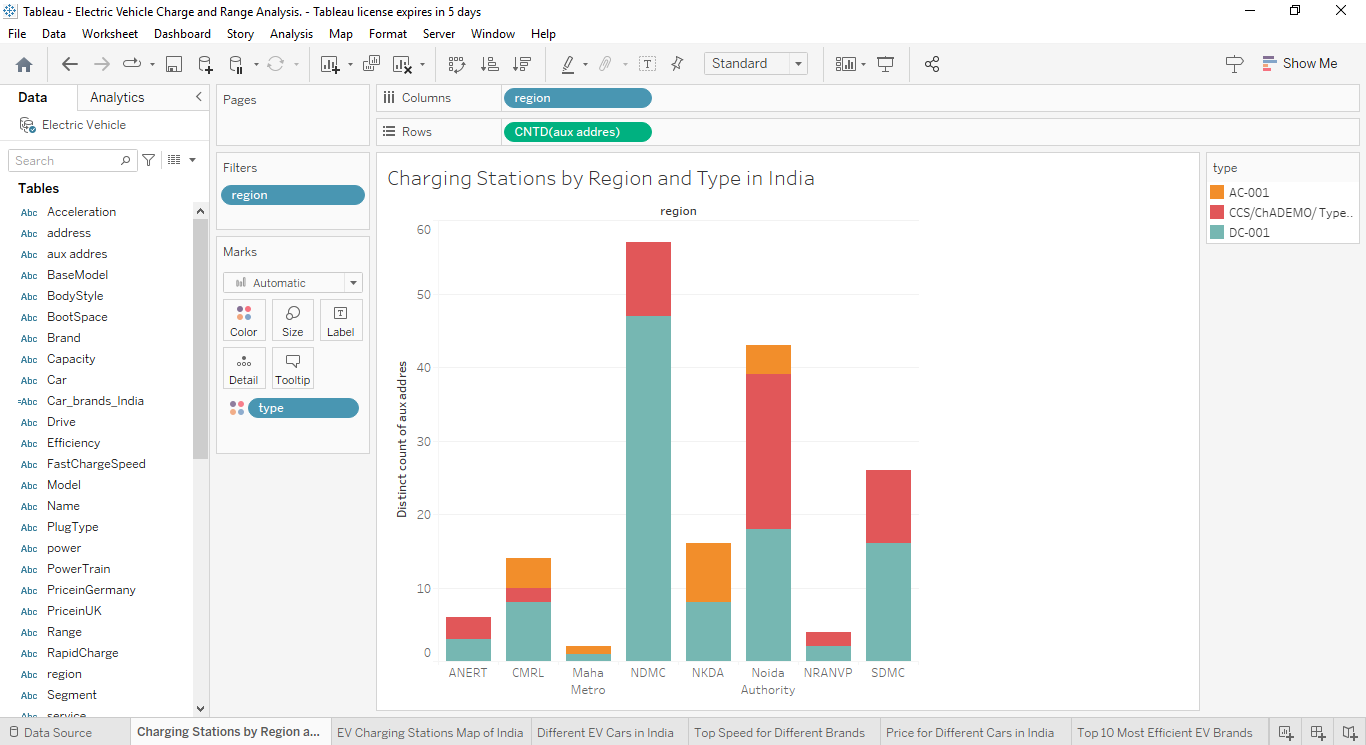 Tableau - Electric Vehicle Charge and Range Analysis. - Tableau license expires in 5 days
File Data Worksheet Dashboard Story Analysis Map Format Server Window Help
Standard
Show Me
Data Analytics
Electric Vehicle
Search
Tables
Abc Acceleration
Abc address
Abc aux addres
Abc BaseModel
Abc BodyStyle
Abc BootSpace
Abc Brand
Abc Capacity
Abc Car
=Abc Car_brands_India
Abc Drive
Abc Efficiency
Abc FastChargeSpeed
Abc Model
Abc Name
Abc PlugType
Abc power
Abc PowerTrain
Abc PriceinGermany
Abc PriceinUK
Abc Range
Abc RapidCharge
Abc region
Abc Segment
Abc service
Pages
Filters
region
Marks
Automatic
Color Size Label
Detail Tooltip
type
Columns region
Rows CNTD(aux addres)
Charging Stations by Region and Type in India
region
Distinct count of aux addres
60
50
40
30
20
10
0
ANERT CMRL Maha Metro NDMC NKDA Noida Authority NRANVP SDMC
type
AC-001
CCS/ChADEMO/ Type..
DC-001
Data Source Charging Stations by Region a... EV Charging Stations Map of India Different EV Cars in India Top Speed for Different Brands Price for Different Cars in India Top 10 Most Efficient EV Brands